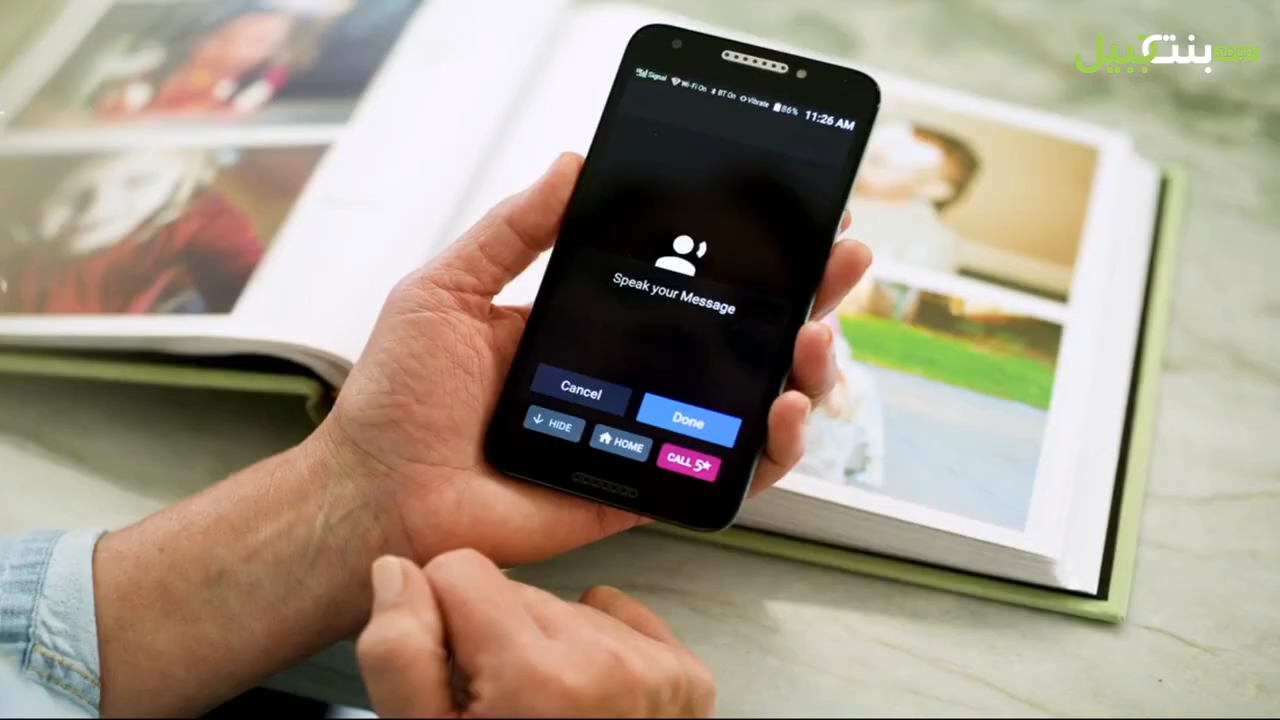 بنت جبيل
Signal Wi-Fi On BT On Vibrate 86% 11:26 AM
Speak your Message
Cancel Done
HIDE HOME CALL 5★